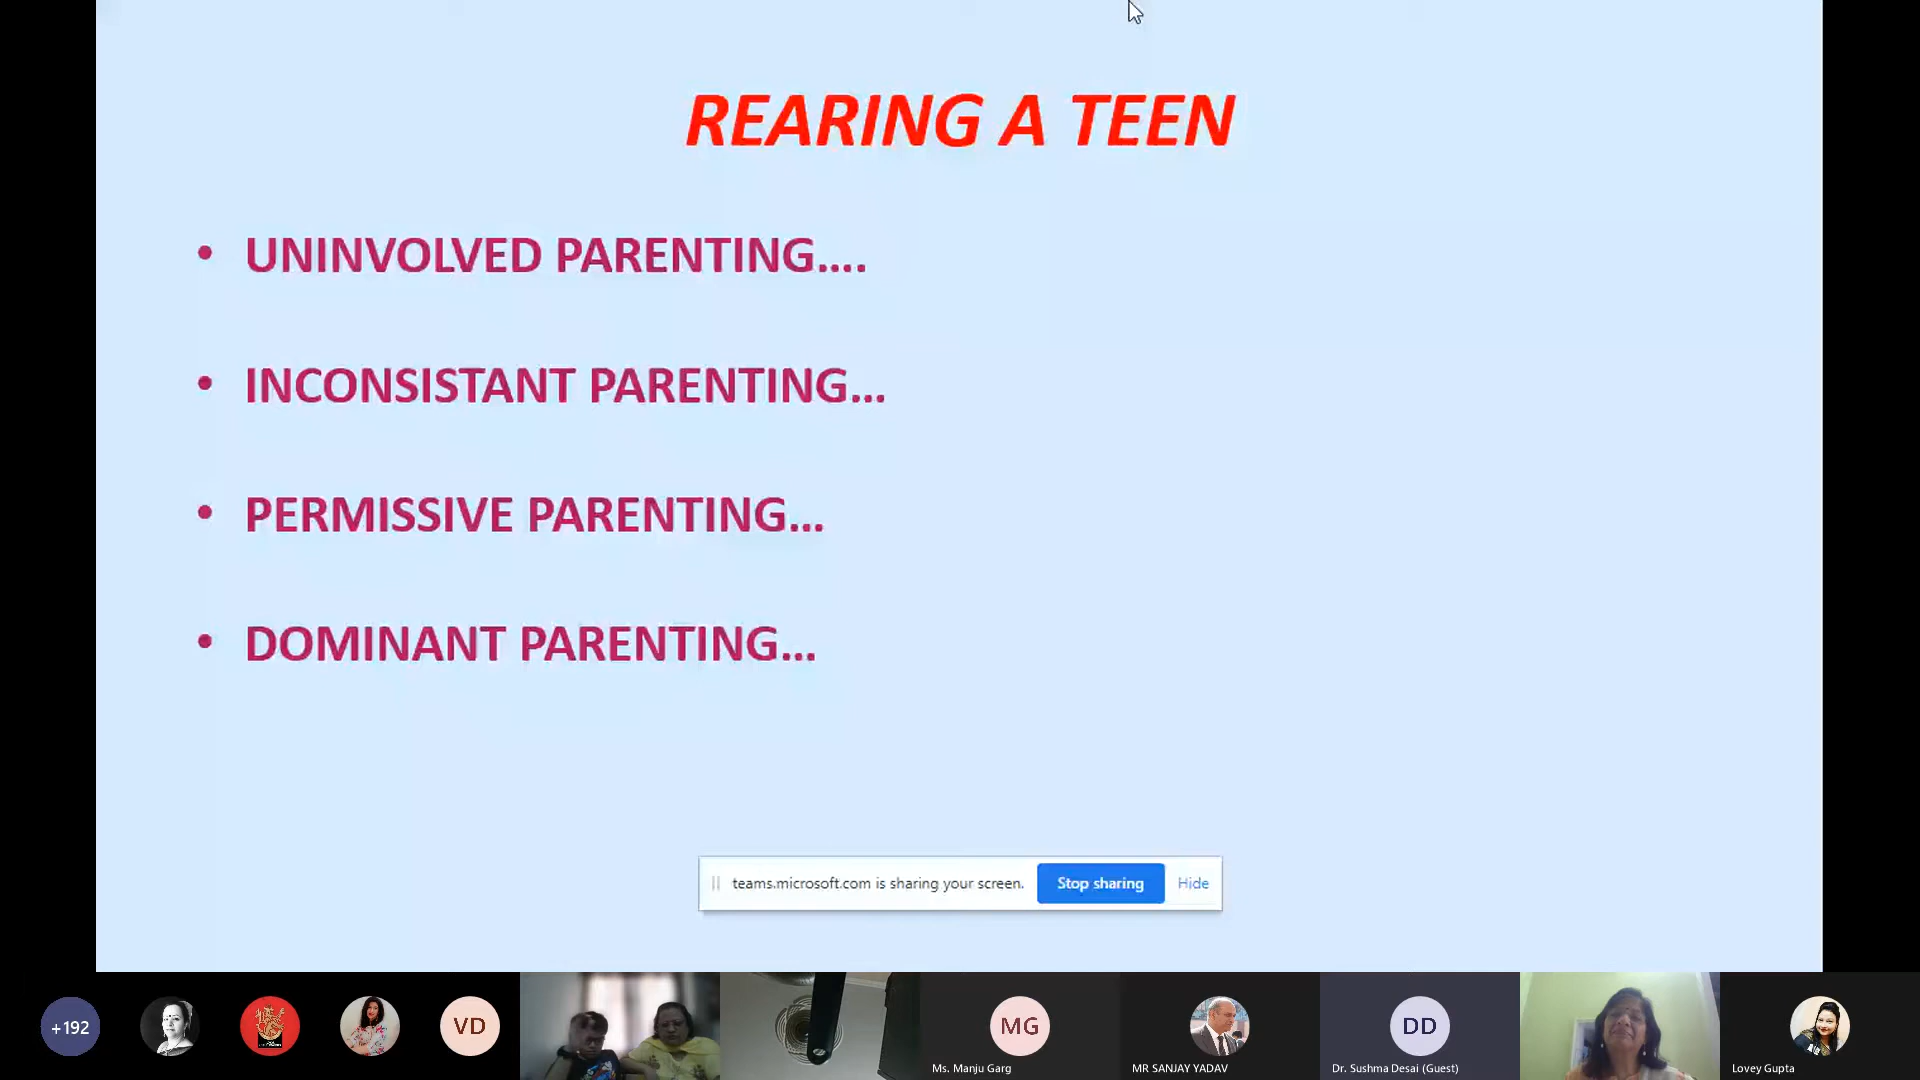 REARING A TEEN
• UNINVOLVED PARENTING....
• INCONSISTANT PARENTING...
• PERMISSIVE PARENTING...
• DOMINANT PARENTING...
teams.microsoft.com is sharing your screen. Stop sharing Hide
+192 VD MG DD
Ms. Manju Garg MR SANJAY YADAV Dr. Sushma Desai (Guest) Lovey Gupta